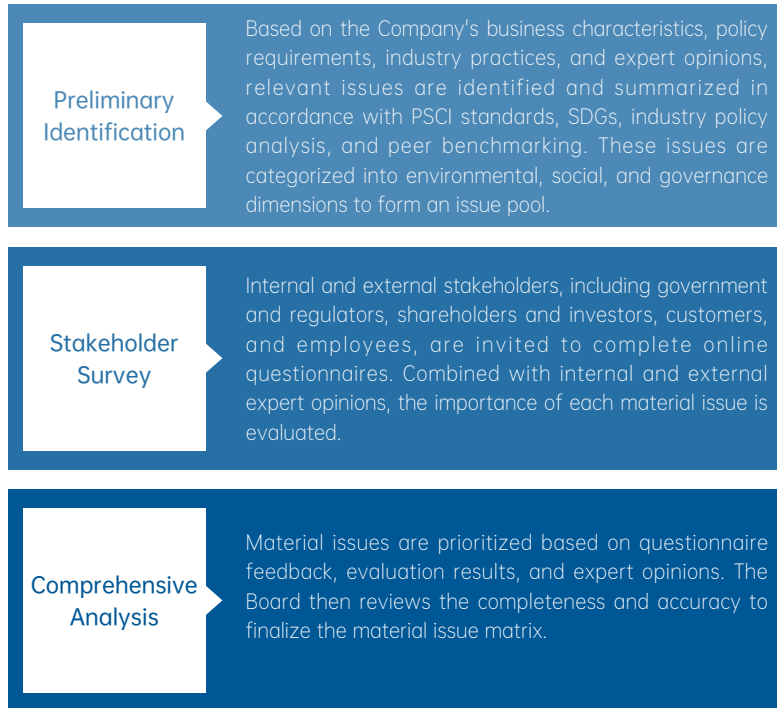 Preliminary
Identification
Based on the Company's business characteristics, policy
requirements, industry practices, and expert opinions,
relevant issues are identified and summarized in
accordance with PSCI standards, SDGs, industry policy
analysis, and peer benchmarking. These issues are
categorized into environmental, social, and governance
dimensions to form an issue pool.
Stakeholder
Survey
Internal and external stakeholders, including government
and regulators, shareholders and investors, customers,
and employees, are invited to complete online
questionnaires. Combined with internal and external
expert opinions, the importance of each material issue is
evaluated.
Comprehensive
Analysis
Material issues are prioritized based on questionnaire
feedback, evaluation results, and expert opinions. The
Board then reviews the completeness and accuracy to
finalize the material issue matrix.